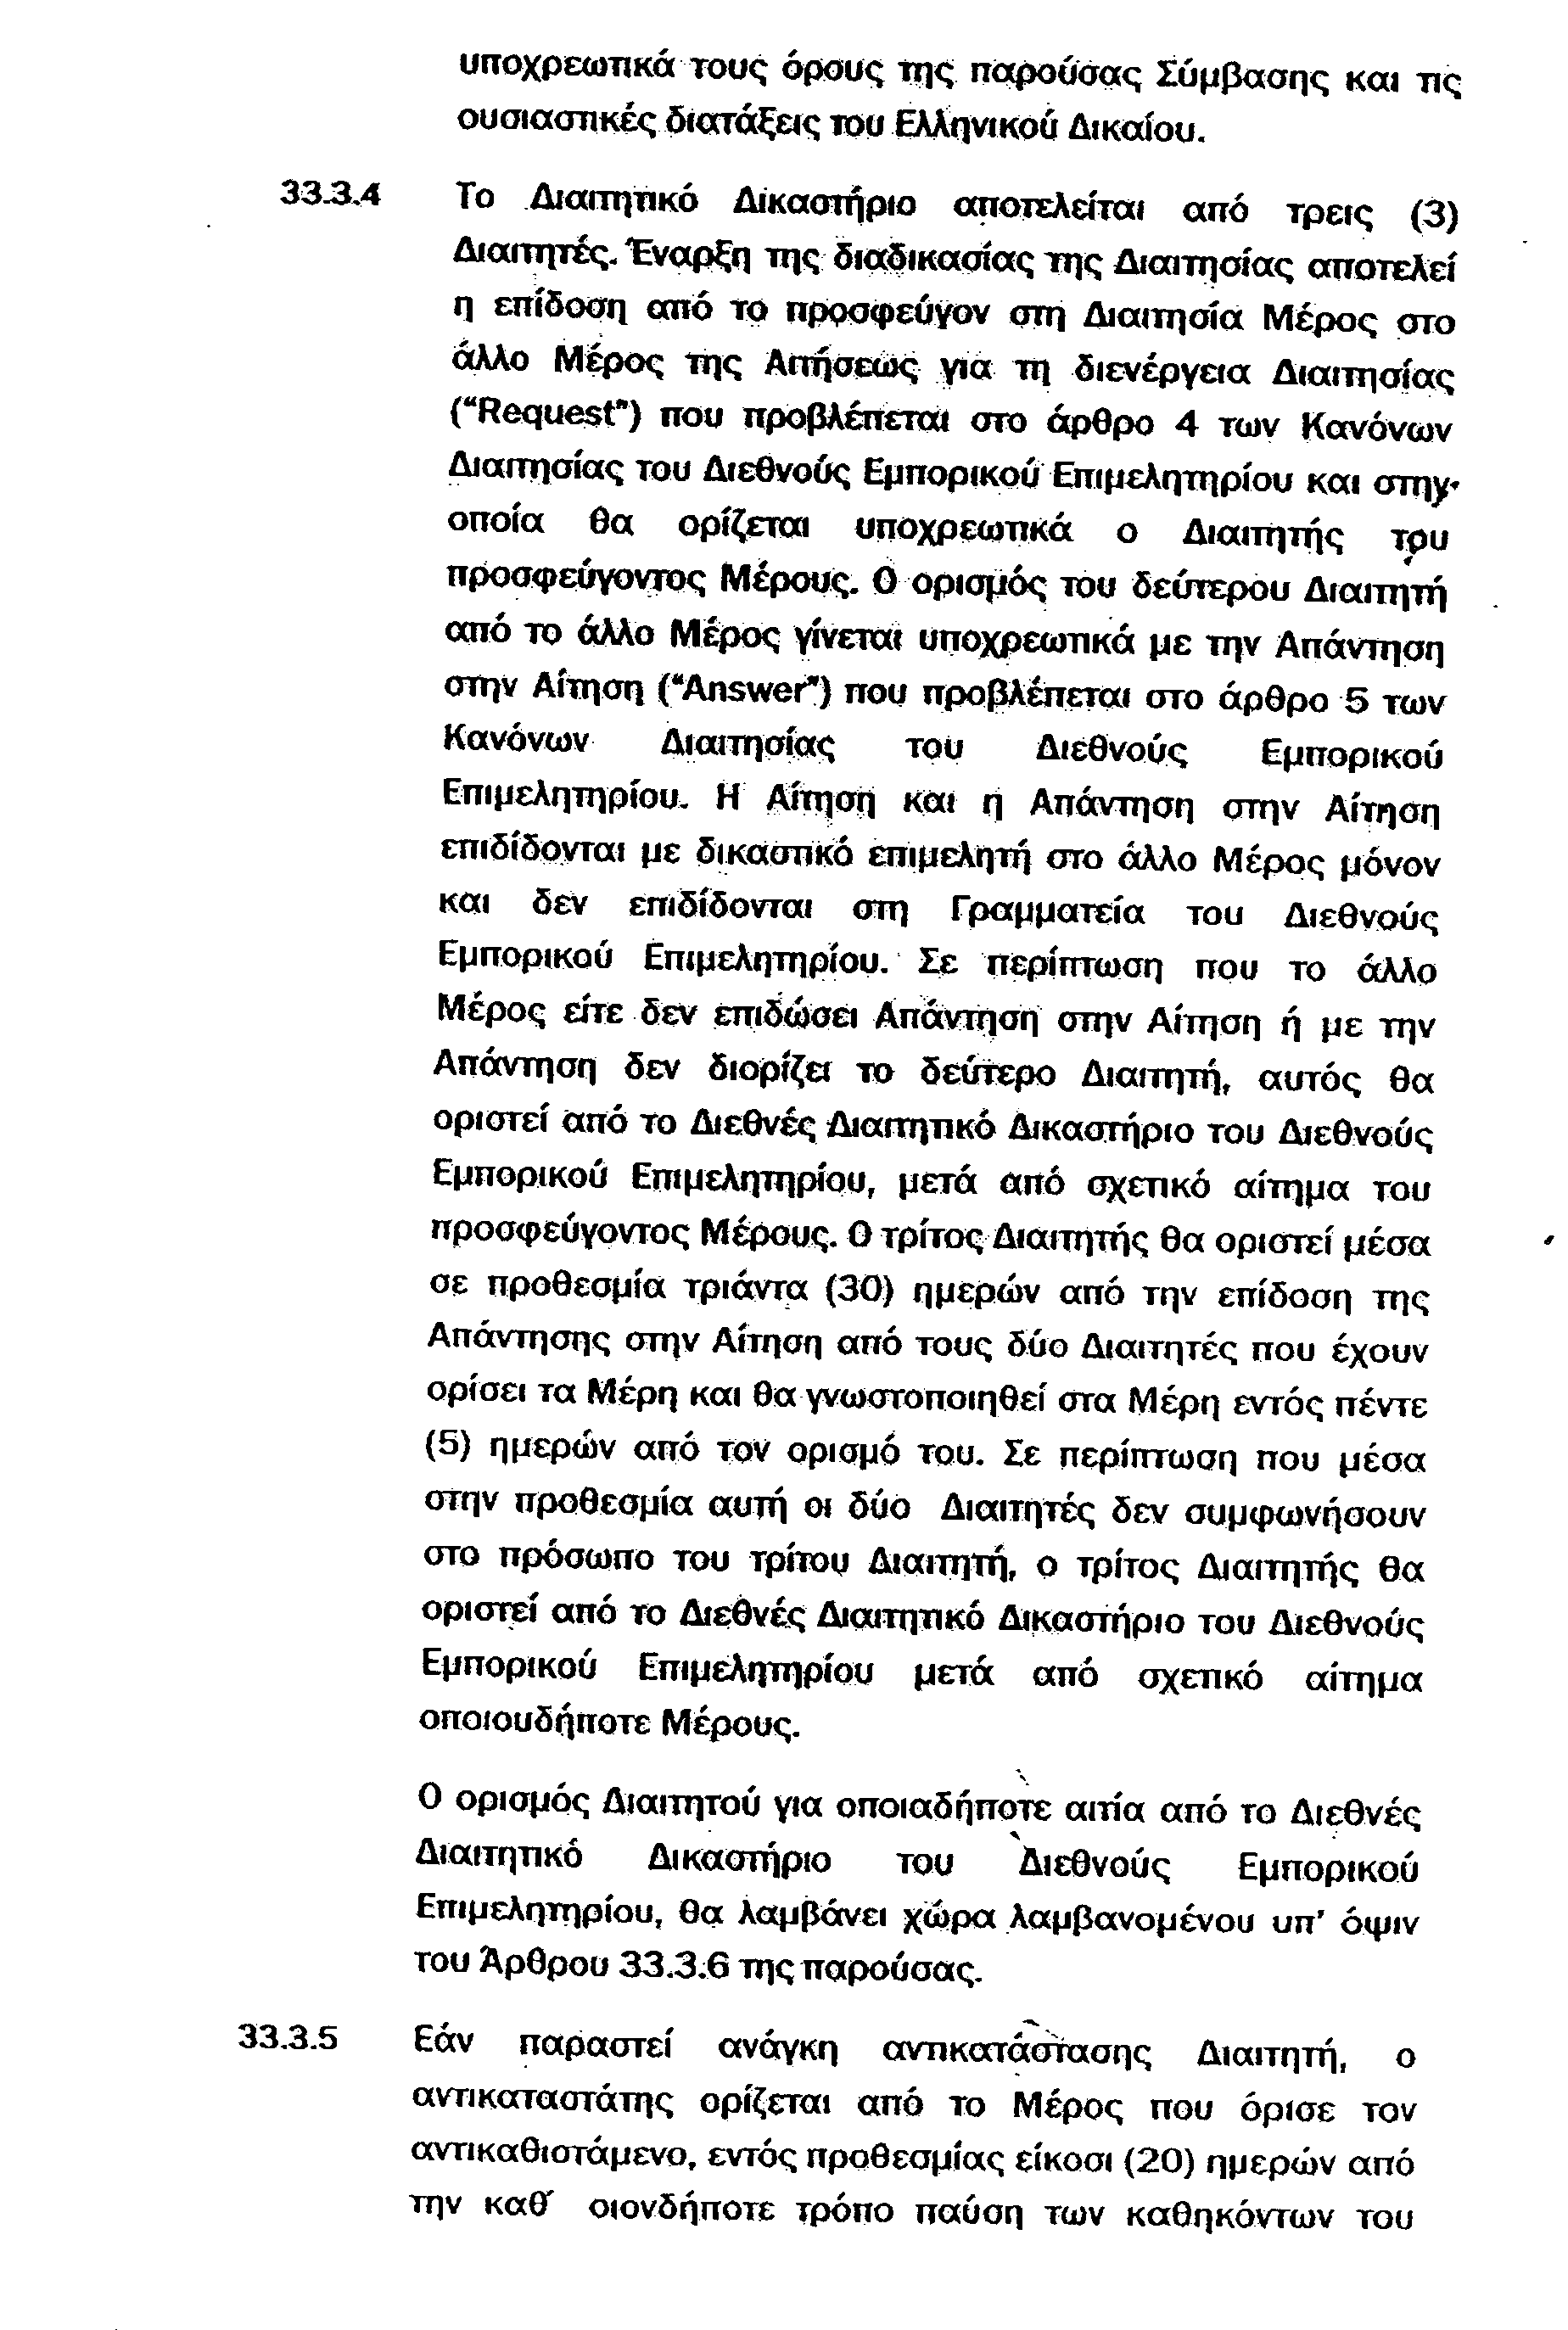 υποχρεωτικά τους όρους της παρούσας Σύμβασης και τις
ουσιαστικές διατάξεις του Ελληνικού Δικαίου.
33.3.4 Το Διαιτητικό Δικαστήριο αποτελείται από τρεις (3)
Διαιτητές. Έναρξη της διαδικασίας της Διαιτησίας αποτελεί
η επίδοση από το προσφεύγον στη Διαιτησία Μέρος στο
άλλο Μέρος της Αιτήσεως για τη διενέργεια Διαιτησίας
(“Request”) που προβλέπεται στο άρθρο 4 των Κανόνων
Διαιτησίας του Διεθνούς Εμπορικού Επιμελητηρίου και στην
οποία θα ορίζεται υποχρεωτικά ο Διαιτητής του
προσφεύγοντος Μέρους. Ο ορισμός του δεύτερου Διαιτητή
από το άλλο Μέρος γίνεται υποχρεωτικά με την Απάντηση
στην Αίτηση (“Answer”) που προβλέπεται στο άρθρο 5 των
Κανόνων Διαιτησίας του Διεθνούς Εμπορικού
Επιμελητηρίου. Η Αίτηση και η Απάντηση στην Αίτηση
επιδίδονται με δικαστικό επιμελητή στο άλλο Μέρος μόνον
και δεν επιδίδονται στη Γραμματεία του Διεθνούς
Εμπορικού Επιμελητηρίου. Σε περίπτωση που το άλλο
Μέρος είτε δεν επιδώσει Απάντηση στην Αίτηση ή με την
Απάντηση δεν διορίζει το δεύτερο Διαιτητή, αυτός θα
οριστεί από το Διεθνές Διαιτητικό Δικαστήριο του Διεθνούς
Εμπορικού Επιμελητηρίου, μετά από σχετικό αίτημα του
προσφεύγοντος Μέρους. Ο τρίτος Διαιτητής θα οριστεί μέσα
σε προθεσμία τριάντα (30) ημερών από την επίδοση της
Απάντησης στην Αίτηση από τους δύο Διαιτητές που έχουν
ορίσει τα Μέρη και θα γνωστοποιηθεί στα Μέρη εντός πέντε
(5) ημερών από τον ορισμό του. Σε περίπτωση που μέσα
στην προθεσμία αυτή οι δύο Διαιτητές δεν συμφωνήσουν
στο πρόσωπο του τρίτου Διαιτητή, ο τρίτος Διαιτητής θα
οριστεί από το Διεθνές Διαιτητικό Δικαστήριο του Διεθνούς
Εμπορικού Επιμελητηρίου μετά από σχετικό αίτημα
οποιουδήποτε Μέρους.
Ο ορισμός Διαιτητού για οποιαδήποτε αιτία από το Διεθνές
Διαιτητικό Δικαστήριο του Διεθνούς Εμπορικού
Επιμελητηρίου, θα λαμβάνει χώρα λαμβανομένου υπ’ όψιν
του Άρθρου 33.3.6 της παρούσας.
33.3.5 Εάν παραστεί ανάγκη αντικατάστασης Διαιτητή, ο
αντικαταστάτης ορίζεται από το Μέρος που όρισε τον
αντικαθιστάμενο, εντός προθεσμίας είκοσι (20) ημερών από
την καθ΄ οιονδήποτε τρόπο παύση των καθηκόντων του